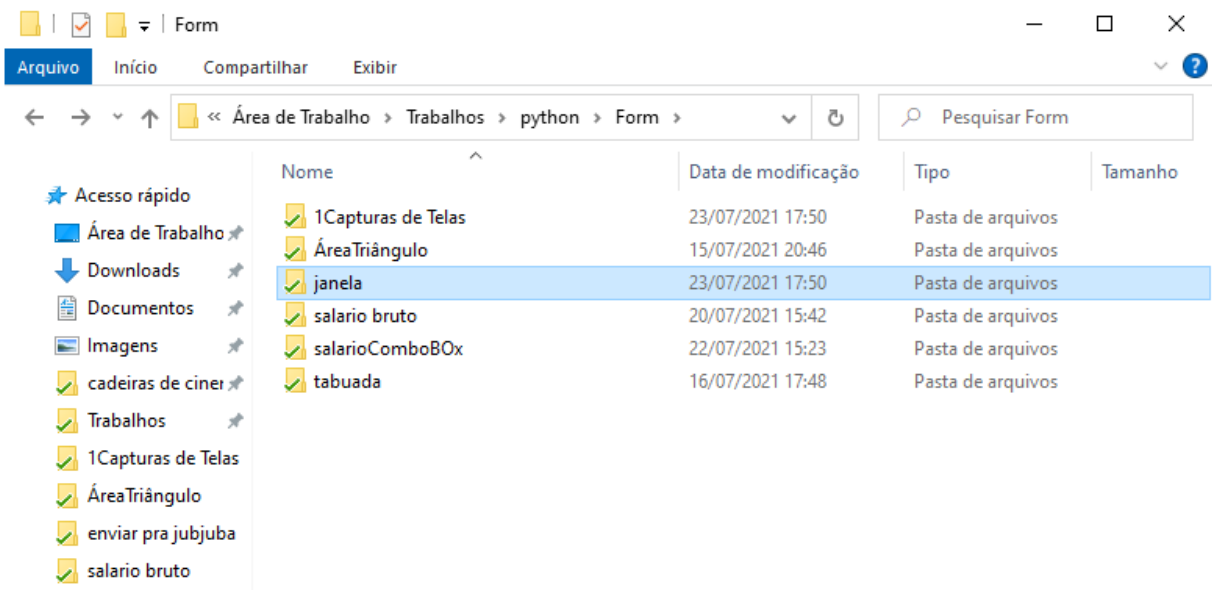 Form
Arquivo Início Compartilhar Exibir ?
« Área de Trabalho > Trabalhos > python > Form > Pesquisar Form
Nome Data de modificação Tipo Tamanho
Acesso rápido
Área de Trabalho
Downloads
Documentos
Imagens
cadeiras de ciner
Trabalhos
1Capturas de Telas
ÁreaTriângulo
enviar pra jubjuba
salario bruto
1Capturas de Telas 23/07/2021 17:50 Pasta de arquivos
ÁreaTriângulo 15/07/2021 20:46 Pasta de arquivos
janela 23/07/2021 17:50 Pasta de arquivos
salario bruto 20/07/2021 15:42 Pasta de arquivos
salarioComboBOx 22/07/2021 15:23 Pasta de arquivos
tabuada 16/07/2021 17:48 Pasta de arquivos